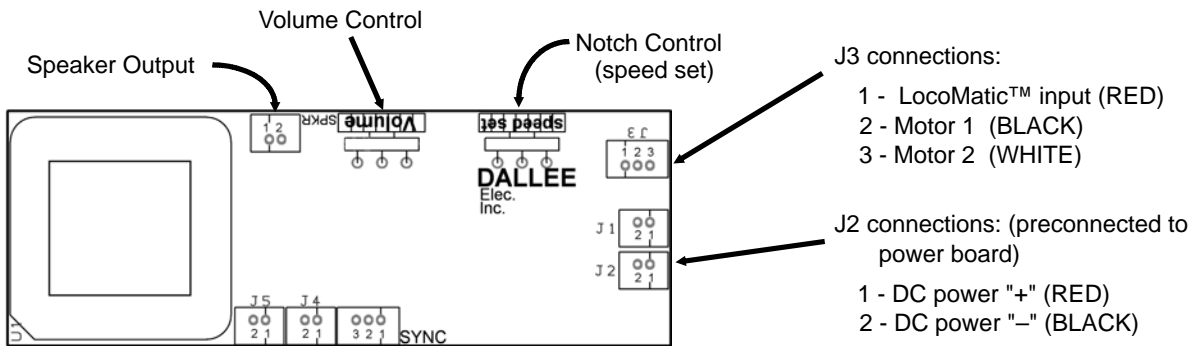 Volume Control
Speaker Output
Notch Control
(speed set)
J3 connections:
1 - LocoMatic™ input (RED)
2 - Motor 1 (BLACK)
3 - Motor 2 (WHITE)
1 2
SPKR
Volume
speed set
J3
1 2 3
DALLEE
Elec.
Inc.
J1
2 1
J2
2 1
J2 connections: (preconnected to
power board)
1 - DC power "+" (RED)
2 - DC power "–" (BLACK)
U1
J5
2 1
J4
2 1
3 2 1
SYNC